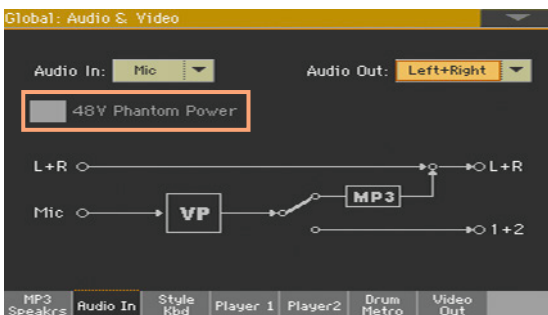 Global: Audio & Video
Audio In: Mic Audio Out: Left+Right
48V Phantom Power
L+R L+R
MP3
Mic VP
1+2
MP3 Speakrs Audio In Style Kbd Player 1 Player2 Drum Metro Video Out